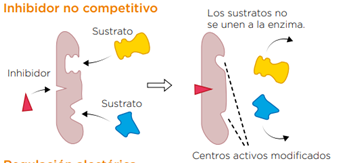 Inhibidor no competitivo
Sustrato
Inhibidor
Sustrato
Los sustratos no
se unen a la enzima.
Centros activos modificados